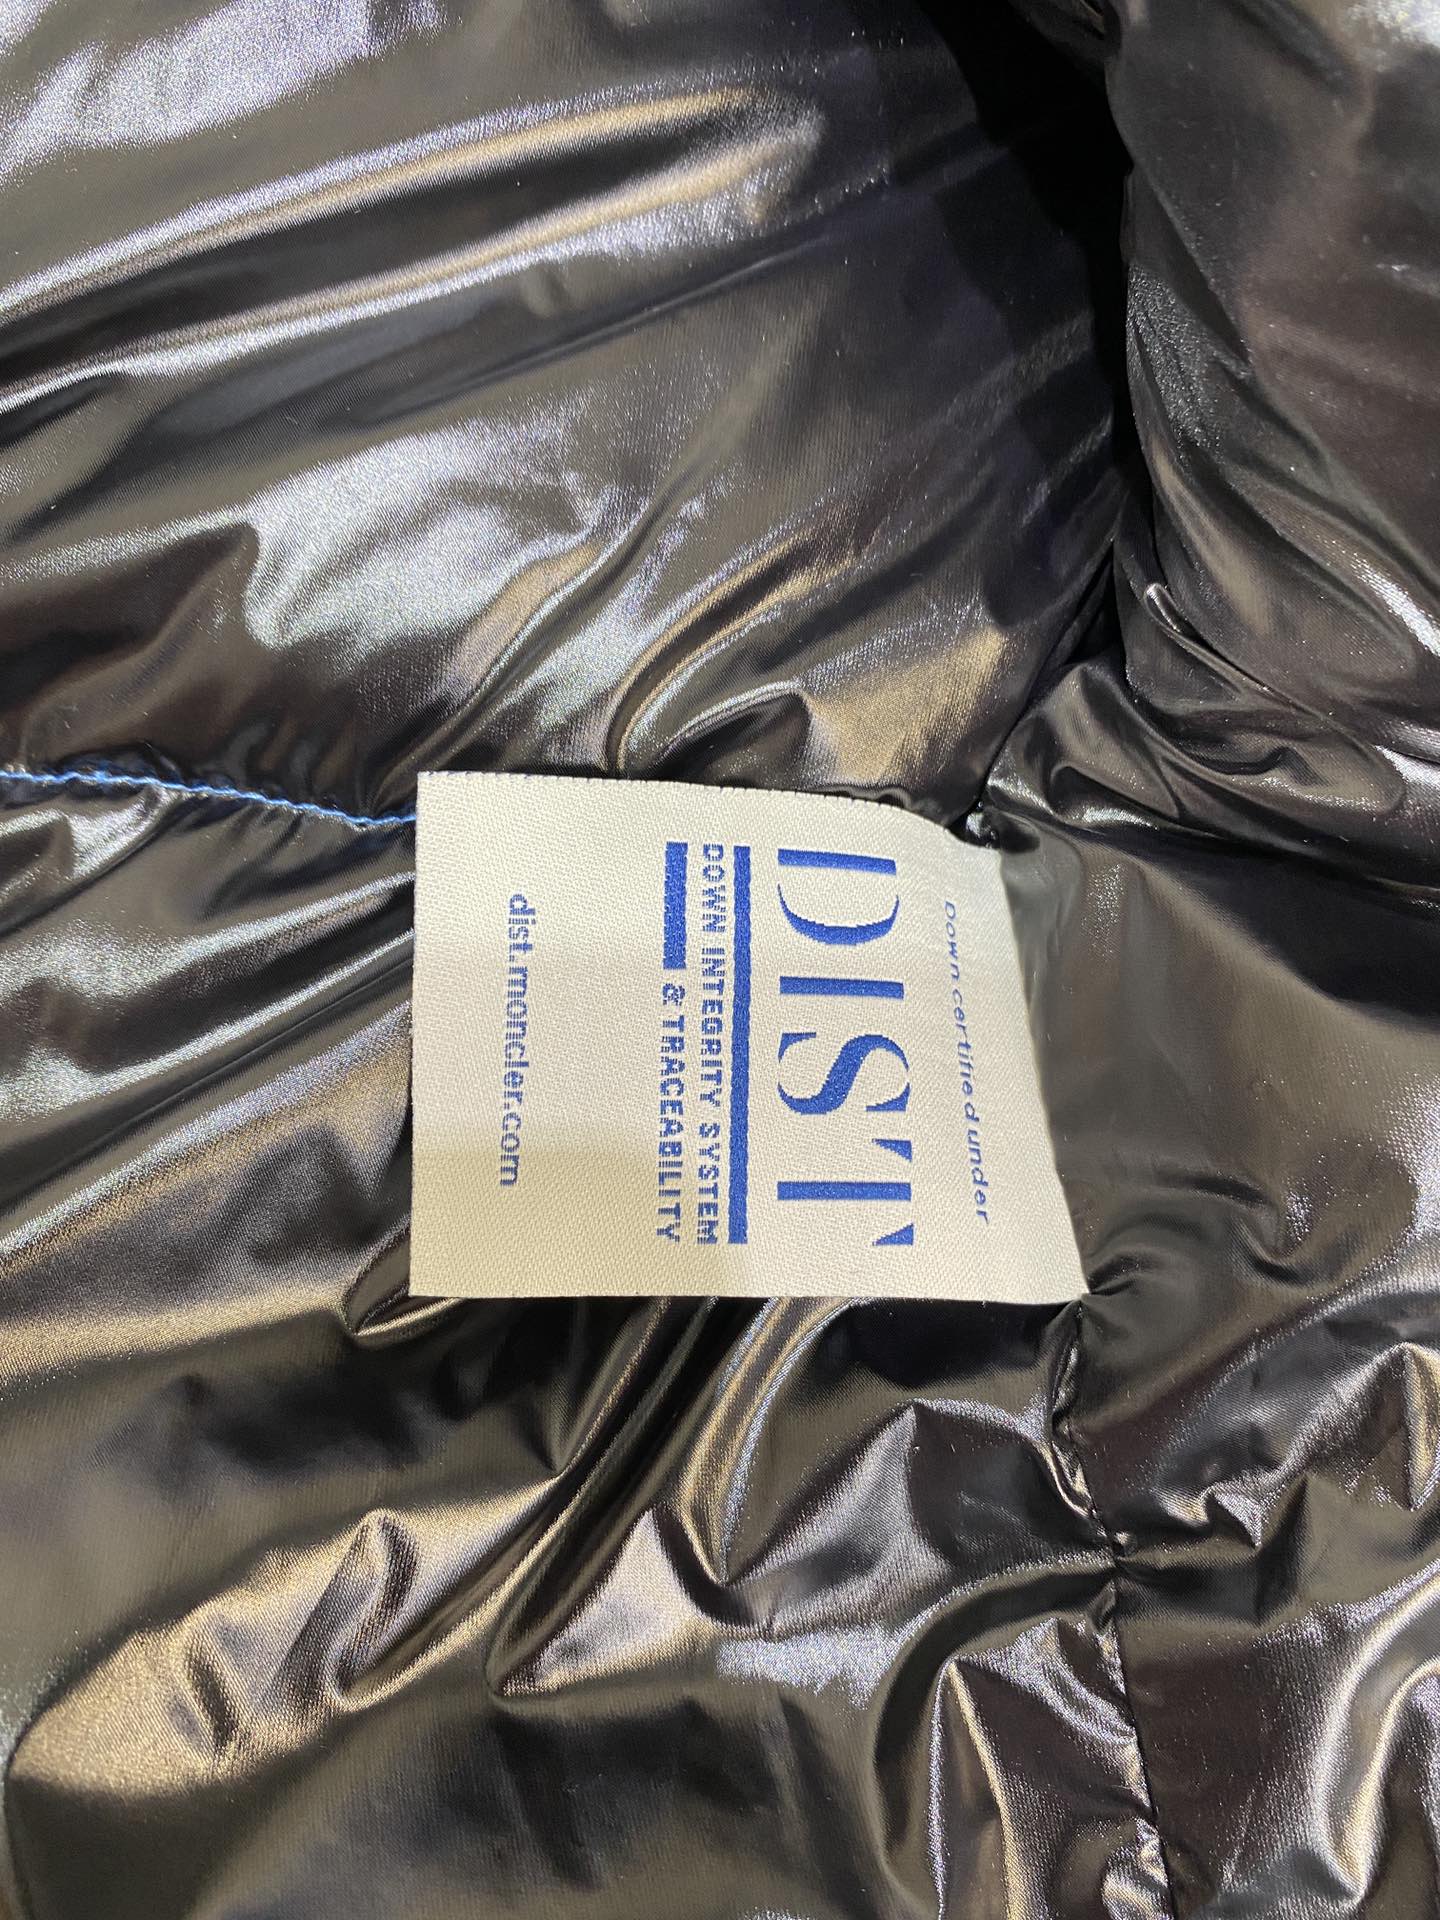 Down certified under
DIST
DOWN INTEGRITY SYSTEM
& TRACEABILITY
dist.moncler.com